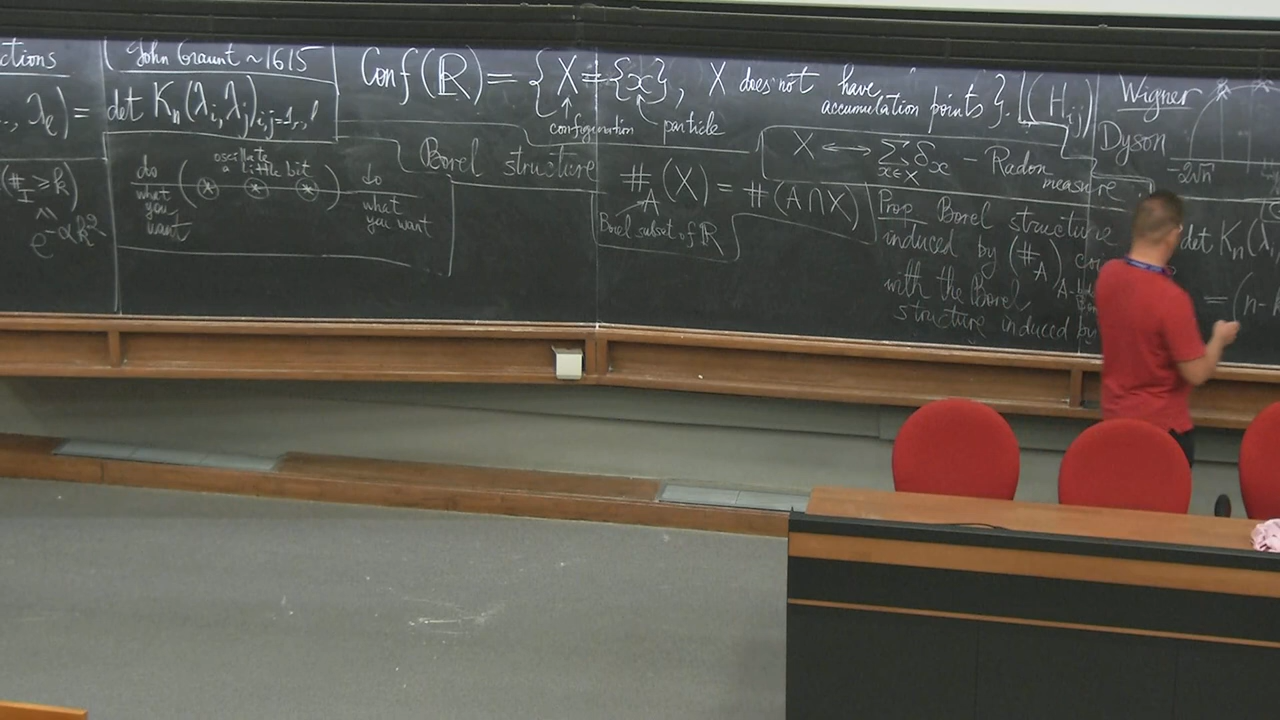 ctions
..., λ_ℓ) =
(#_I ≥ k)
e^{-αk²}
John Graunt ~1615
det K_n(λ_i, λ_j)_{i,j=1,..,ℓ}
do what you want
oscillate a little bit
do what you want
Conf(ℝ) = { X = {x}, X does not have accumulation points }.
configuration
particle
Borel structure
#_A(X) = #(A∩X)
Borel subset of ℝ
X ↔ Σ_{x∈X} δ_x – Radon measure
Prop Borel structure
induced by (#_A)
with the Borel
structure induced by
(H_{ij})
Wigner
Dyson
-2√n
det K_n(λ_i
= (n-